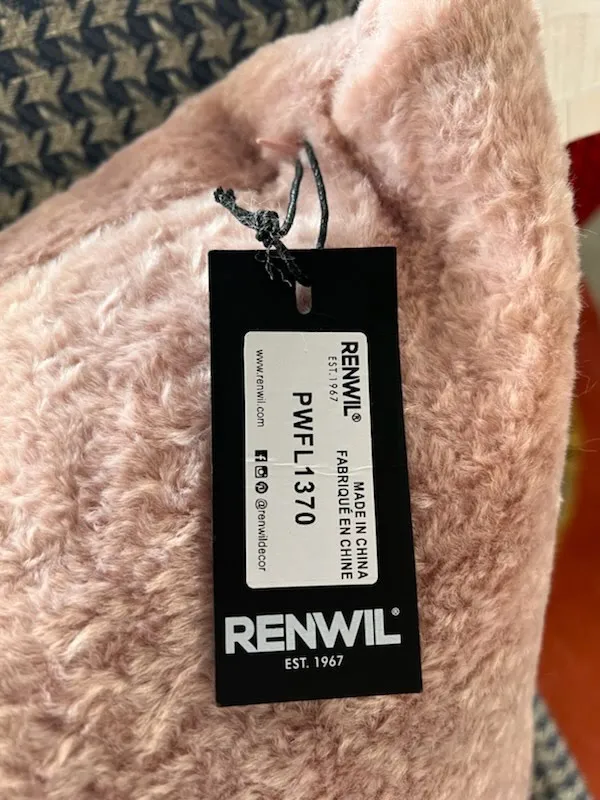 RENWIL®
EST. 1967
MADE IN CHINA
FABRIQUÉ EN CHINE
PWFL1370
www.renwil.com
@renwildecor
RENWIL®
EST. 1967